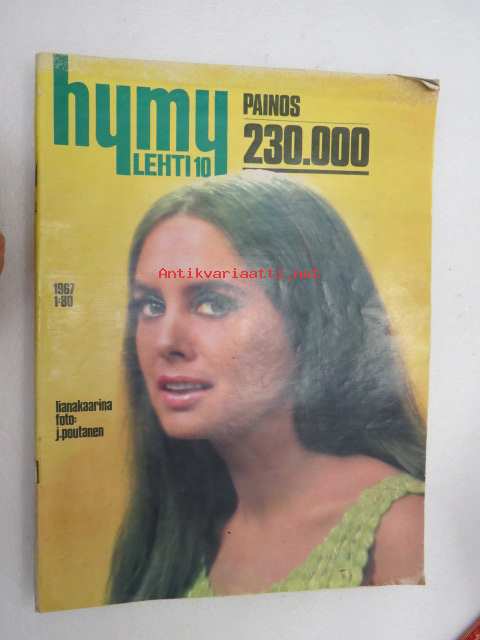 hymy
LEHTI 10
PAINOS
230.000
Antikvariaatti.net
1967
1:80
lianakaarina
foto:
j.poutanen